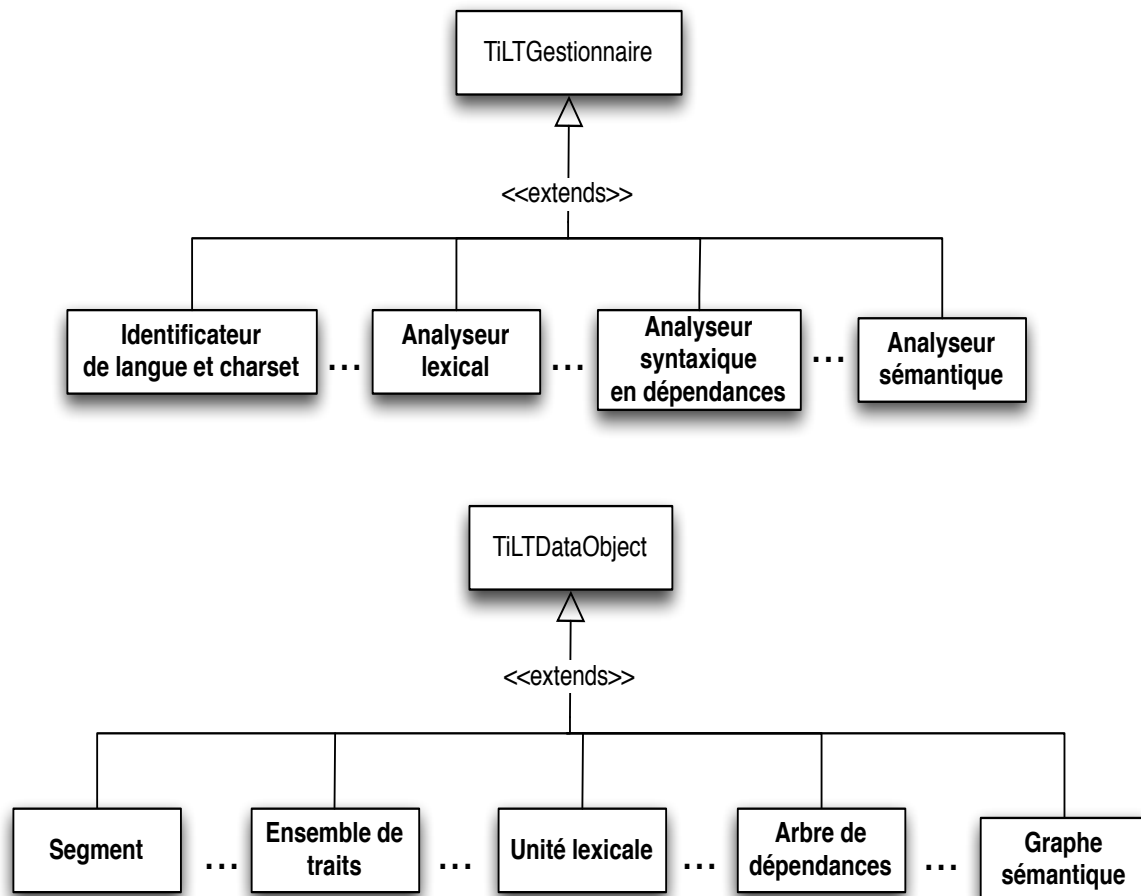 TiLTGestionnaire
<<extends>>
Identificateur
de langue et charset
...
Analyseur
lexical
...
Analyseur
syntaxique
en dépendances
...
Analyseur
sémantique
TiLTDataObject
<<extends>>
Segment
...
Ensemble de
traits
...
Unité lexicale
...
Arbre de
dépendances
...
Graphe
sémantique